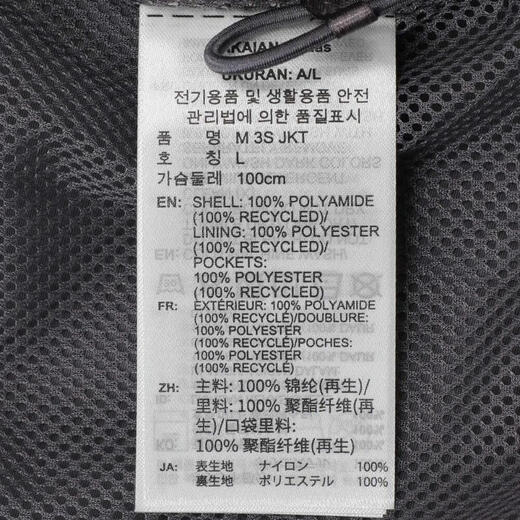 UKURAN: A/L
전기용품 및 생활용품 안전
관리법에 의한 품질표시
품 명 M 3S JKT
호 칭 L
가슴둘레 100cm
EN: SHELL: 100% POLYAMIDE
(100% RECYCLED)/
LINING: 100% POLYESTER
(100% RECYCLED)/
POCKETS:
100% POLYESTER
(100% RECYCLED)
FR: EXTÉRIEUR: 100% POLYAMIDE
(100% RECYCLÉ)/DOUBLURE:
100% POLYESTER
(100% RECYCLÉ)/POCHES:
100% POLYESTER
(100% RECYCLÉ)
ZH: 主料: 100% 锦纶(再生)/
里料: 100% 聚酯纤维(再
生)/口袋里料:
100% 聚酯纤维(再生)
JA: 表生地 ナイロン 100%
裏生地 ポリエステル 100%